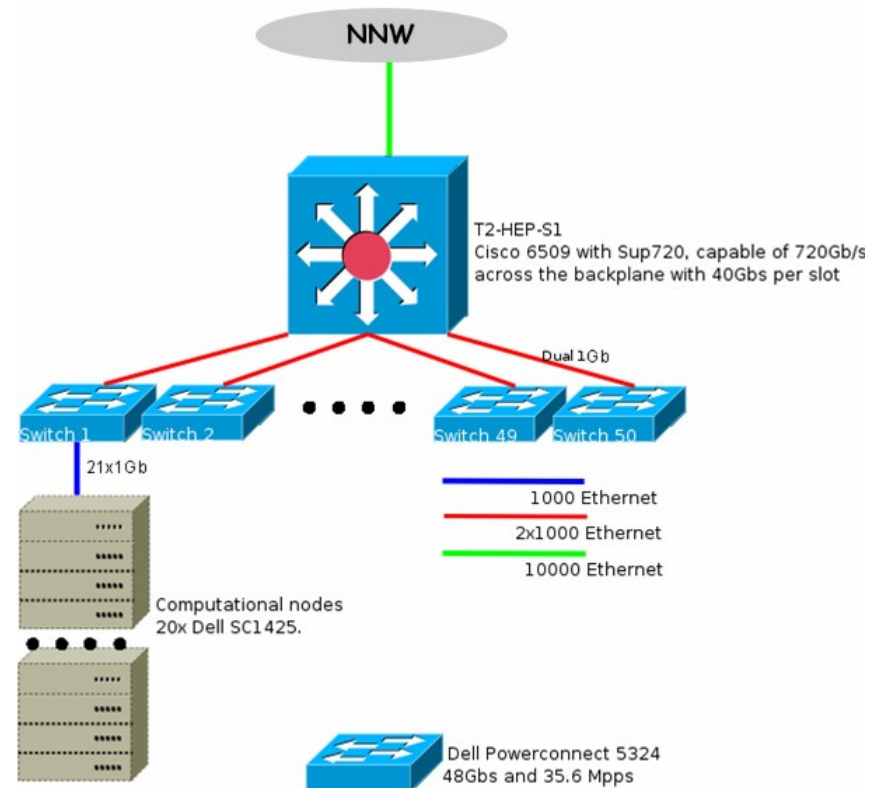 NNW
T2-HEP-S1
Cisco 6509 with Sup720, capable of 720Gb/s
across the backplane with 40Gbs per slot
Dual 1Gb
Switch 1
Switch 2
Switch 49
Switch 50
21x1Gb
1000 Ethernet
2x1000 Ethernet
10000 Ethernet
Computational nodes
20x Dell SC1425.
Dell Powerconnect 5324
48Gbs and 35.6 Mpps